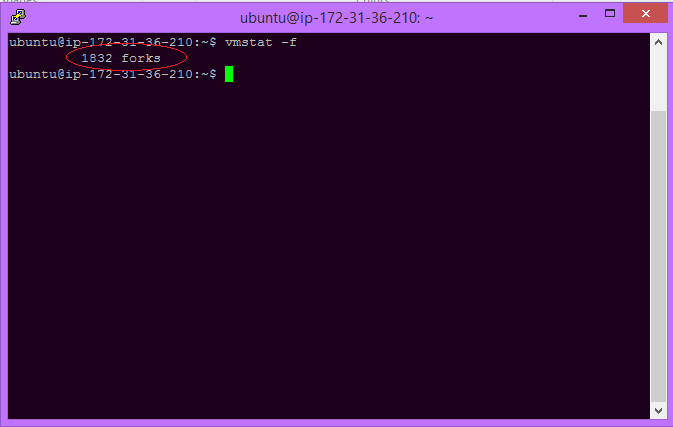 ubuntu@ip-172-31-36-210: ~
ubuntu@ip-172-31-36-210:~$ vmstat -f
1832 forks
ubuntu@ip-172-31-36-210:~$